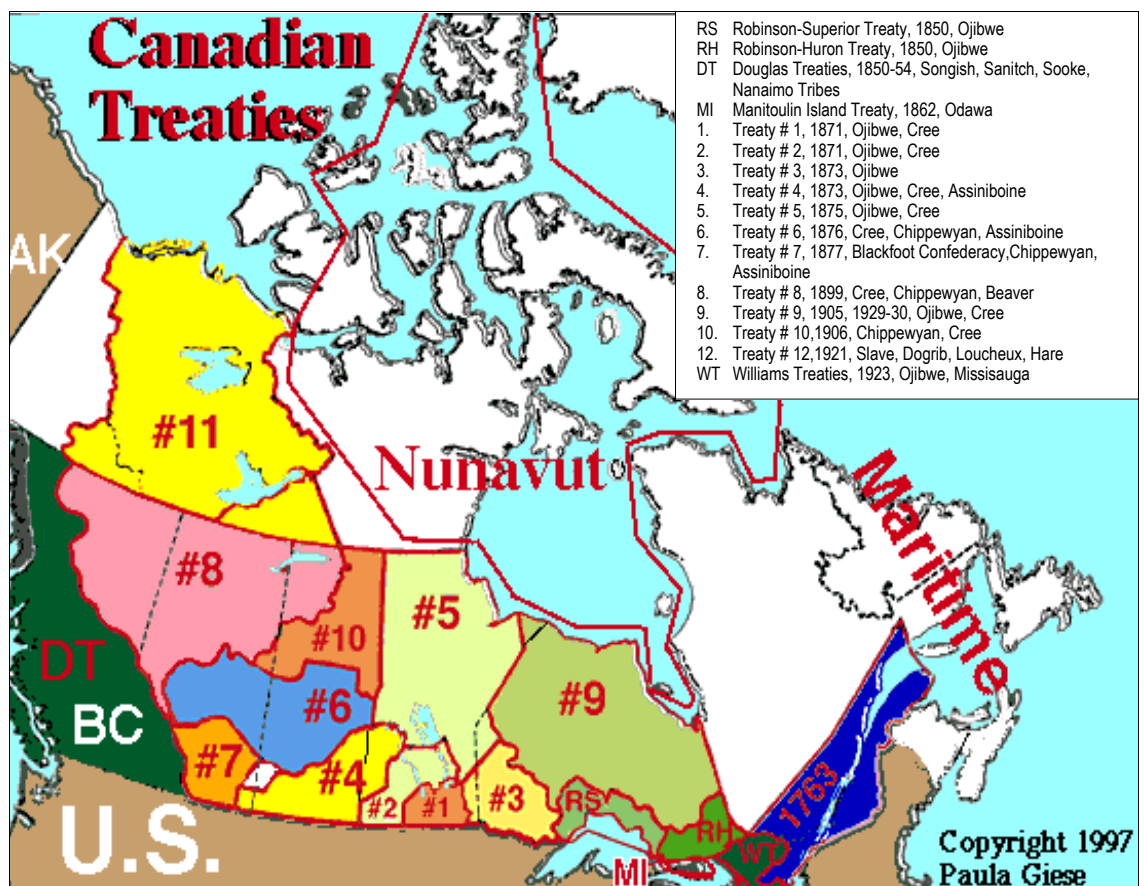 Canadian
Treaties
RS Robinson-Superior Treaty, 1850, Ojibwe
RH Robinson-Huron Treaty, 1850, Ojibwe
DT Douglas Treaties, 1850-54, Songish, Sanitch, Sooke,
Nanaimo Tribes
MI Manitoulin Island Treaty, 1862, Odawa
1. Treaty # 1, 1871, Ojibwe, Cree
2. Treaty # 2, 1871, Ojibwe, Cree
3. Treaty # 3, 1873, Ojibwe
4. Treaty # 4, 1873, Ojibwe, Cree, Assiniboine
5. Treaty # 5, 1875, Ojibwe, Cree
6. Treaty # 6, 1876, Cree, Chippewyan, Assiniboine
7. Treaty # 7, 1877, Blackfoot Confederacy,Chippewyan,
Assiniboine
8. Treaty # 8, 1899, Cree, Chippewyan, Beaver
9. Treaty # 9, 1905, 1929-30, Ojibwe, Cree
10. Treaty # 10,1906, Chippewyan, Cree
12. Treaty # 12,1921, Slave, Dogrib, Loucheux, Hare
WT Williams Treaties, 1923, Ojibwe, Missisauga
AK
#11
Nunavut
Maritime
#8
#5
#10
DT
#6
#9
BC
#7
#4
#2
#1
#3
RS
RH
WT
1763
U.S.
MI
Copyright 1997
Paula Giese